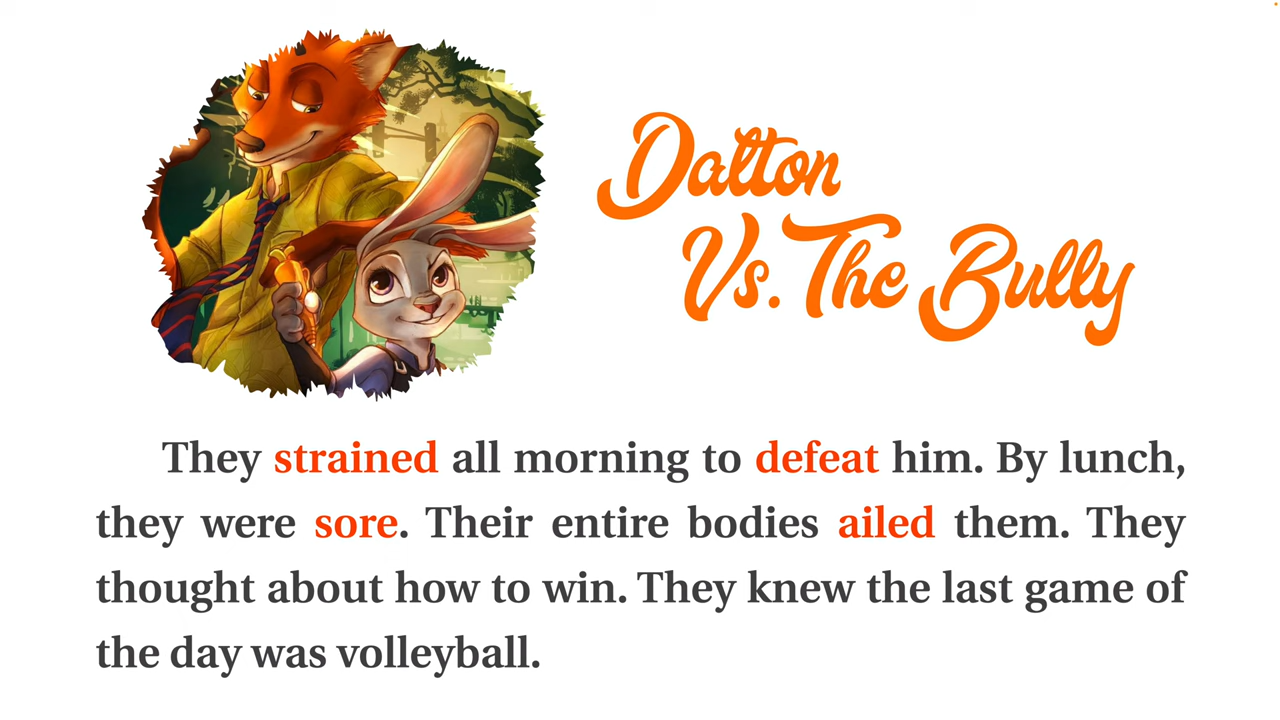 Dalton
Vs. The Bully
They strained all morning to defeat him. By lunch,
they were sore. Their entire bodies ailed them. They
thought about how to win. They knew the last game of
the day was volleyball.